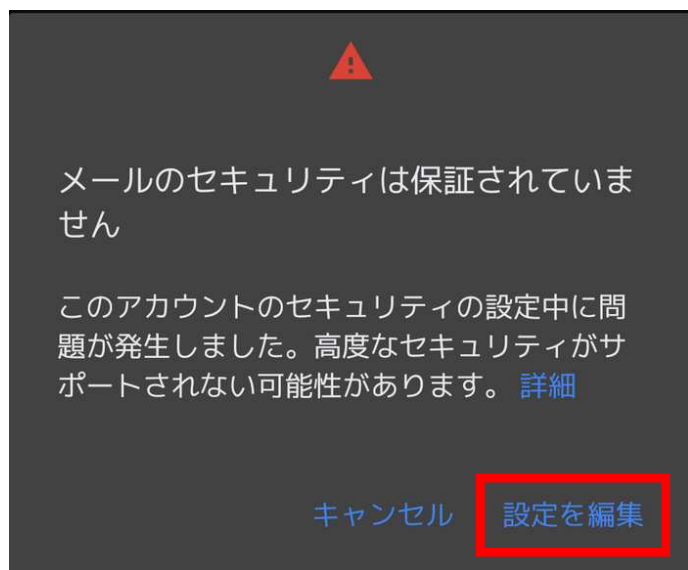 メールのセキュリティは保証されていま
せん
このアカウントのセキュリティの設定中に問
題が発生しました。高度なセキュリティがサ
ポートされない可能性があります。 詳細
キャンセル 設定を編集